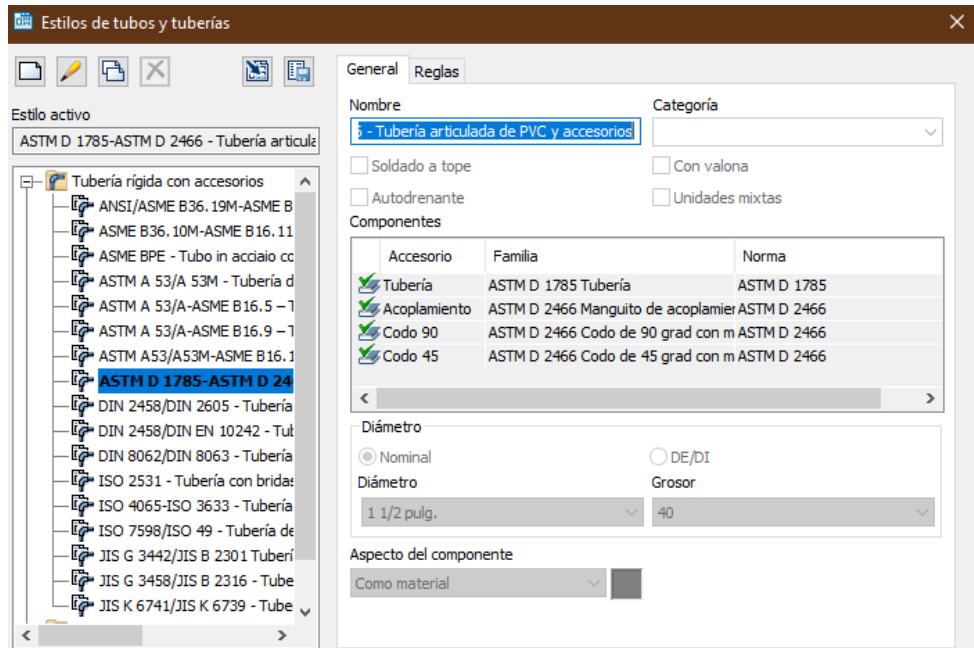 Estilos de tubos y tuberías
Estilo activo
ASTM D 1785-ASTM D 2466 - Tubería articula
Tubería rígida con accesorios
ANSI/ASME B36.19M-ASME B
ASME B36.10M-ASME B16.11
ASME BPE - Tubo in acciaio co
ASTM A 53/A 53M - Tubería d
ASTM A 53/A-ASME B16.5 – T
ASTM A 53/A-ASME B16.9 – T
ASTM A53/A53M-ASME B16.1
ASTM D 1785-ASTM D 24
DIN 2458/DIN 2605 - Tubería
DIN 2458/DIN EN 10242 - Tub
DIN 8062/DIN 8063 - Tubería
ISO 2531 - Tubería con bridas
ISO 4065-ISO 3633 - Tubería
ISO 7598/ISO 49 - Tubería de
JIS G 3442/JIS B 2301 Tuberí
JIS G 3458/JIS B 2316 - Tube
JIS K 6741/JIS K 6739 - Tube
General Reglas
Nombre Categoría
6 - Tubería articulada de PVC y accesorios
Soldado a tope Con valona
Autodrenante Unidades mixtas
Componentes
Accesorio Familia Norma
Tubería ASTM D 1785 Tubería ASTM D 1785
Acoplamiento ASTM D 2466 Manguito de acoplamier ASTM D 2466
Codo 90 ASTM D 2466 Codo de 90 grad con m ASTM D 2466
Codo 45 ASTM D 2466 Codo de 45 grad con m ASTM D 2466
Diámetro
Nominal DE/DI
Diámetro Grosor
1 1/2 pulg. 40
Aspecto del componente
Como material